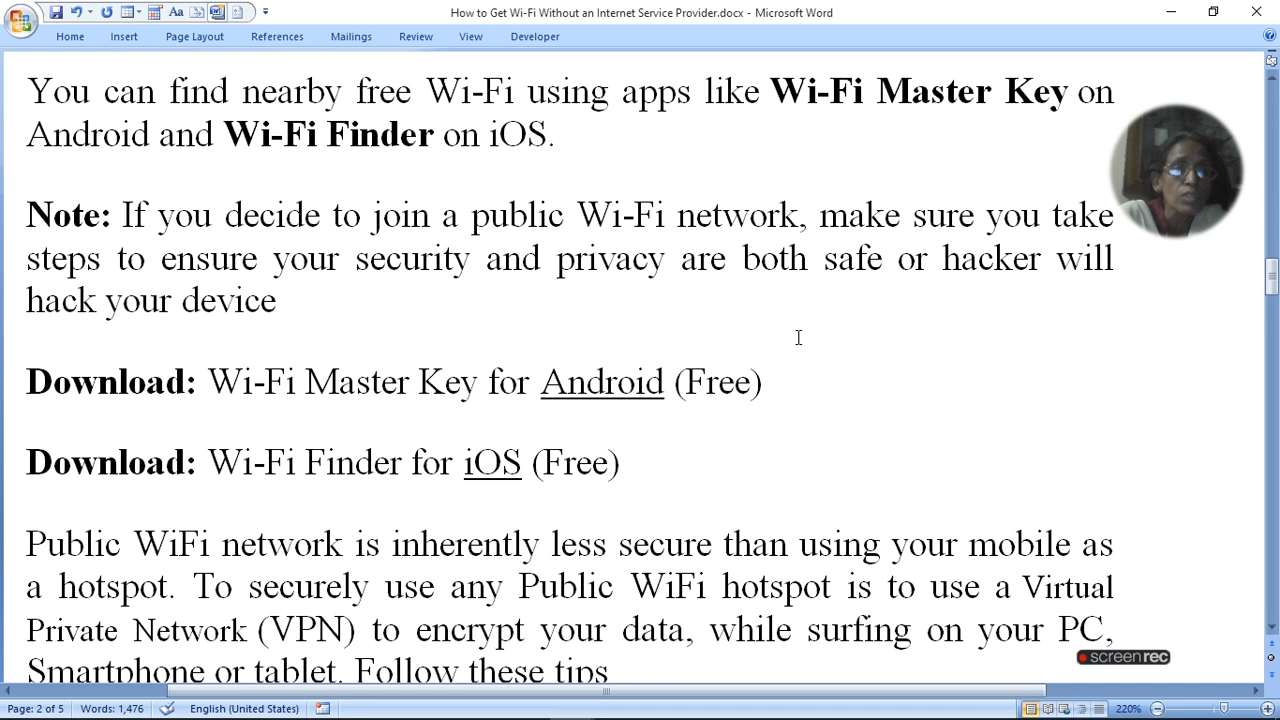 How to Get Wi-Fi Without an Internet Service Provider.docx - Microsoft Word
Home Insert Page Layout References Mailings Review View Developer
You can find nearby free Wi-Fi using apps like Wi-Fi Master Key on
Android and Wi-Fi Finder on iOS.
Note: If you decide to join a public Wi-Fi network, make sure you take
steps to ensure your security and privacy are both safe or hacker will
hack your device
Download: Wi-Fi Master Key for Android (Free)
Download: Wi-Fi Finder for iOS (Free)
Public WiFi network is inherently less secure than using your mobile as
a hotspot. To securely use any Public WiFi hotspot is to use a Virtual
Private Network (VPN) to encrypt your data, while surfing on your PC,
Smartphone or tablet. Follow these tips
screenrec
Page: 2 of 5 Words: 1,476 English (United States) 220%